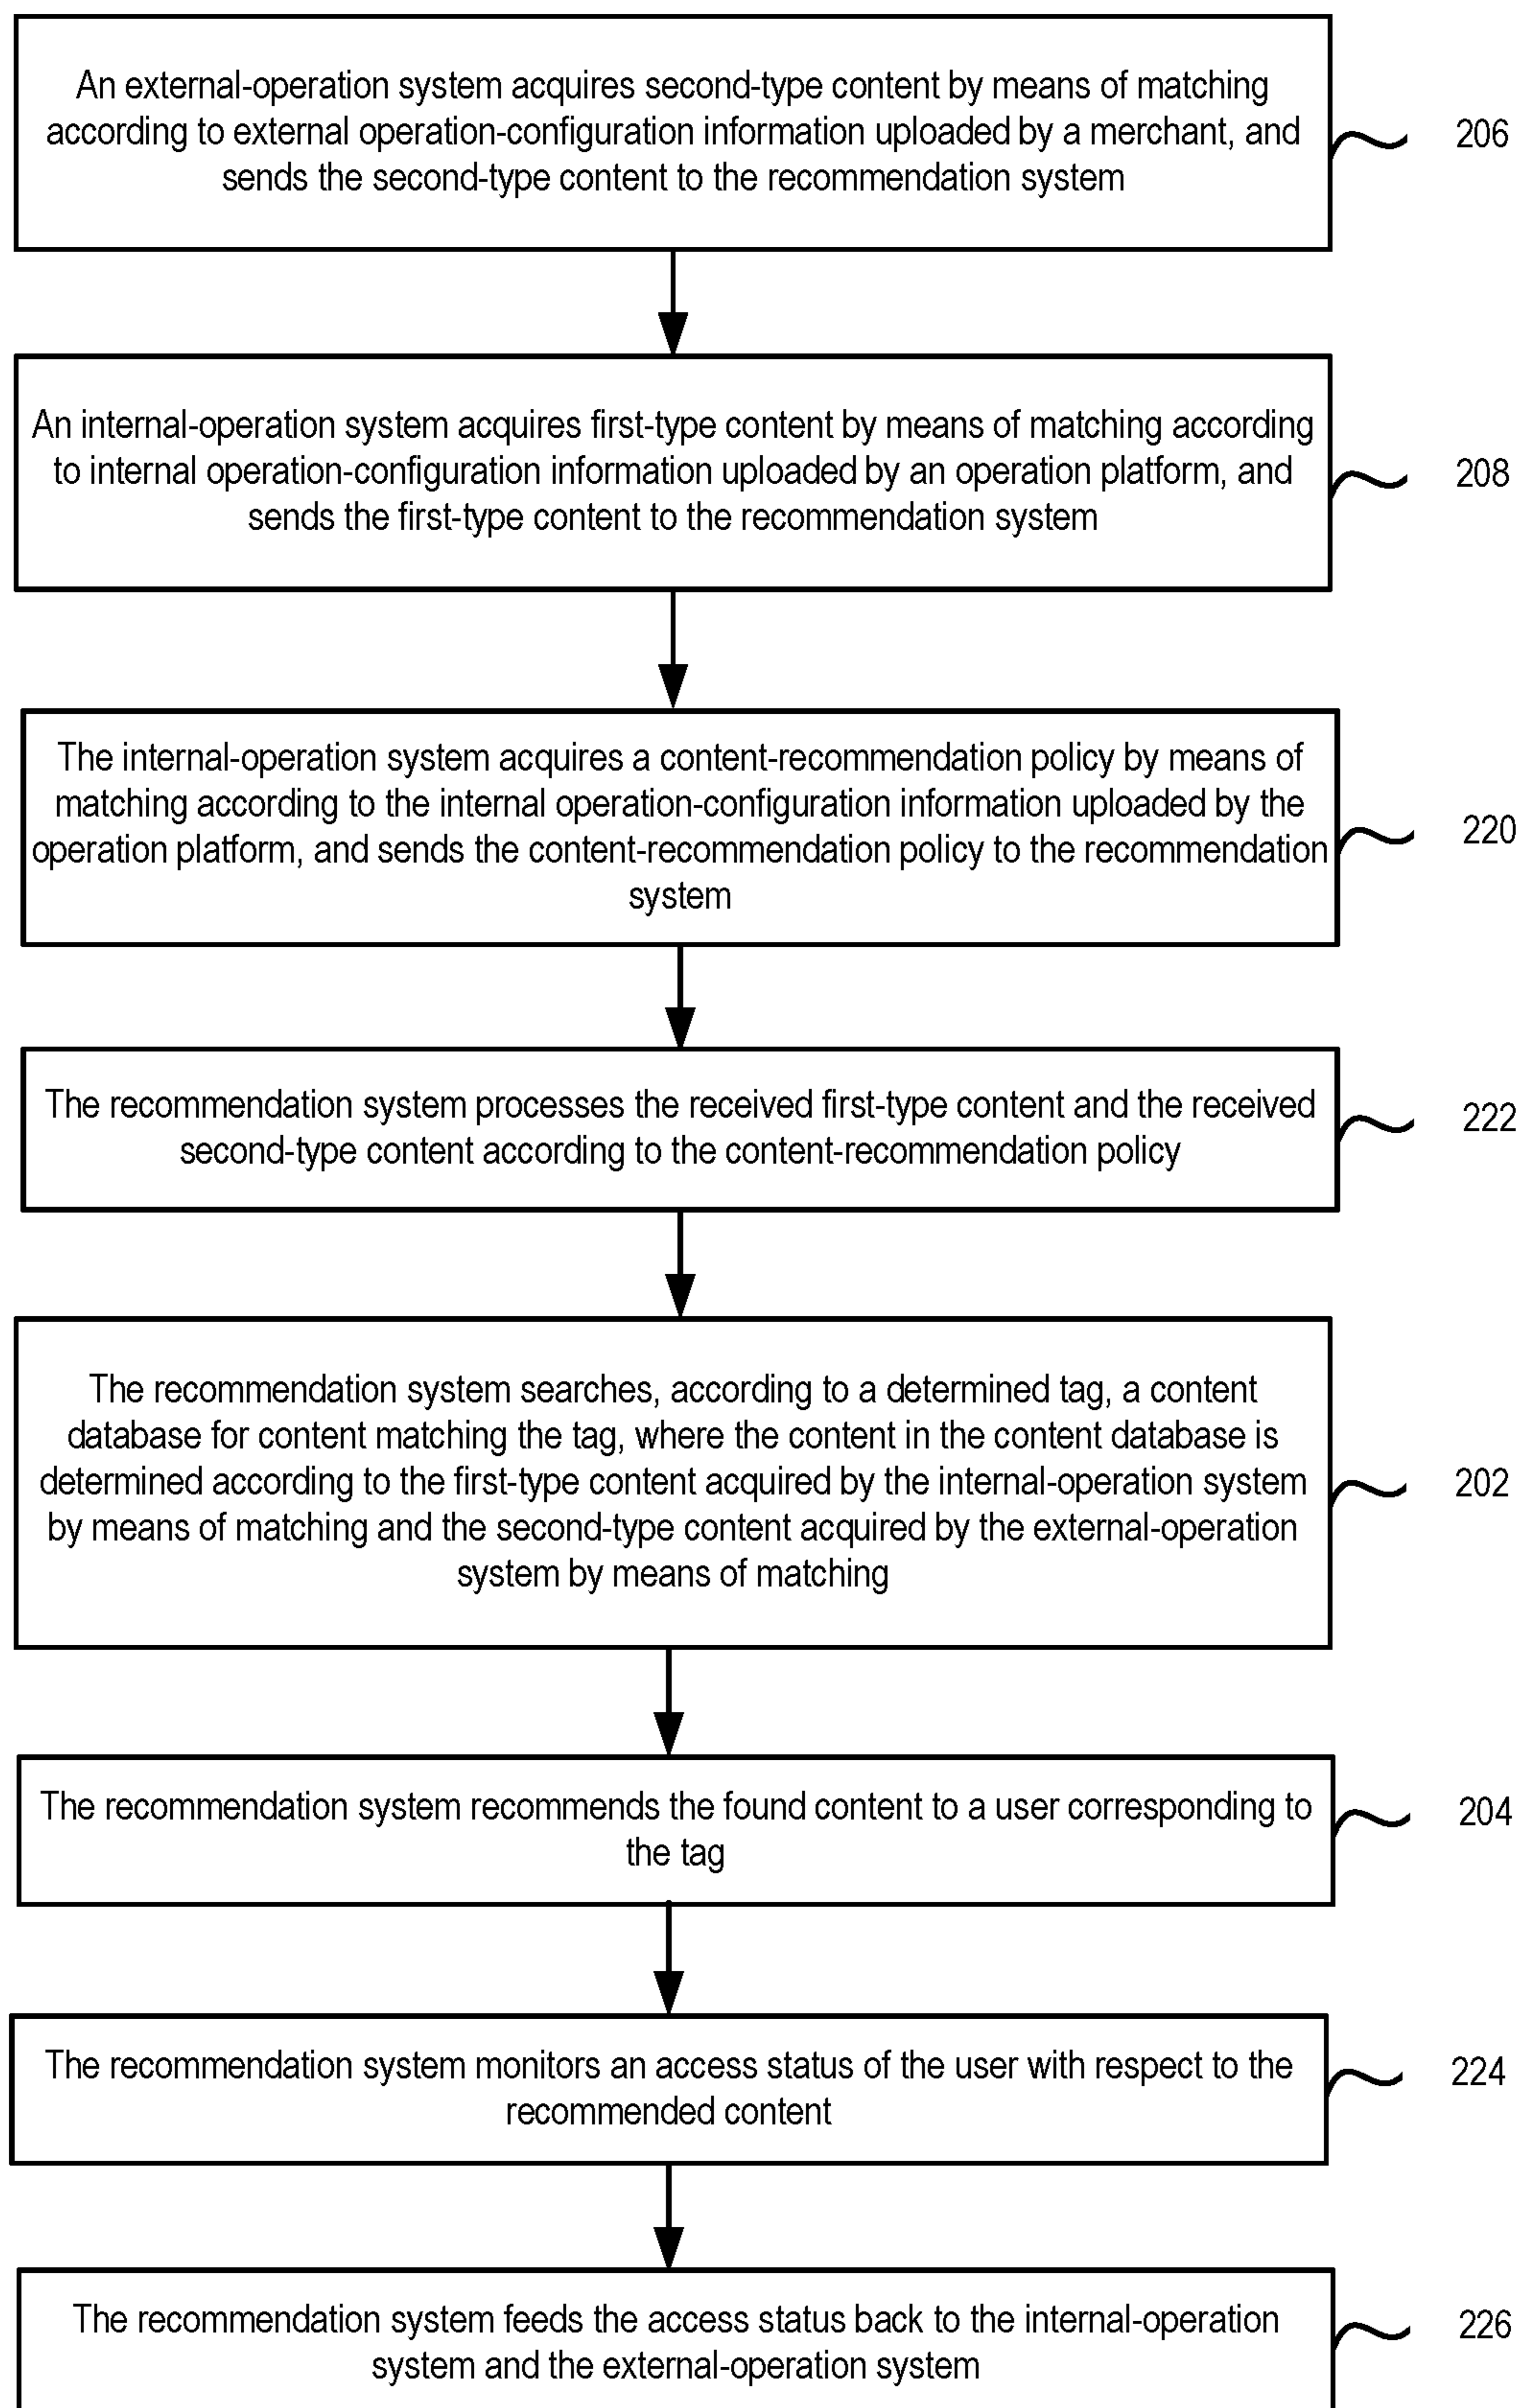 An external-operation system acquires second-type content by means of matching
according to external operation-configuration information uploaded by a merchant, and
sends the second-type content to the recommendation system
206
An internal-operation system acquires first-type content by means of matching according
to internal operation-configuration information uploaded by an operation platform, and
sends the first-type content to the recommendation system
208
The internal-operation system acquires a content-recommendation policy by means of
matching according to the internal operation-configuration information uploaded by the
operation platform, and sends the content-recommendation policy to the recommendation
system
220
The recommendation system processes the received first-type content and the received
second-type content according to the content-recommendation policy
222
The recommendation system searches, according to a determined tag, a content
database for content matching the tag, where the content in the content database is
determined according to the first-type content acquired by the internal-operation system
by means of matching and the second-type content acquired by the external-operation
system by means of matching
202
The recommendation system recommends the found content to a user corresponding to
the tag
204
The recommendation system monitors an access status of the user with respect to the
recommended content
224
The recommendation system feeds the access status back to the internal-operation
system and the external-operation system
226